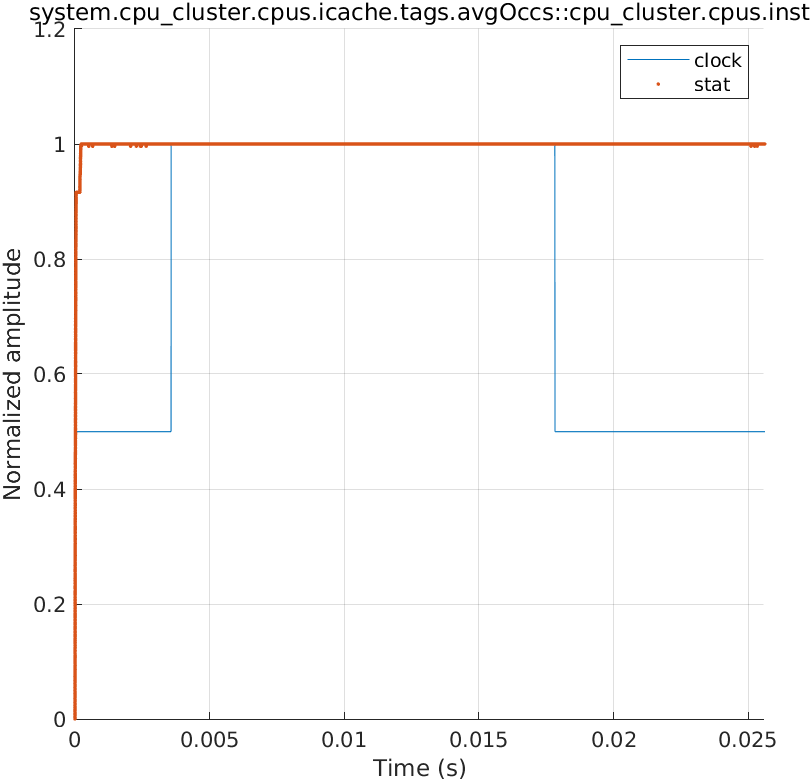 system.cpu_cluster.cpus.icache.tags.avgOccs::cpu_cluster.cpus.inst
1.2
clock
stat
1
0.8
0.6
0.4
0.2
0
Normalized amplitude
0
0.005
0.01
0.015
0.02
0.025
Time (s)